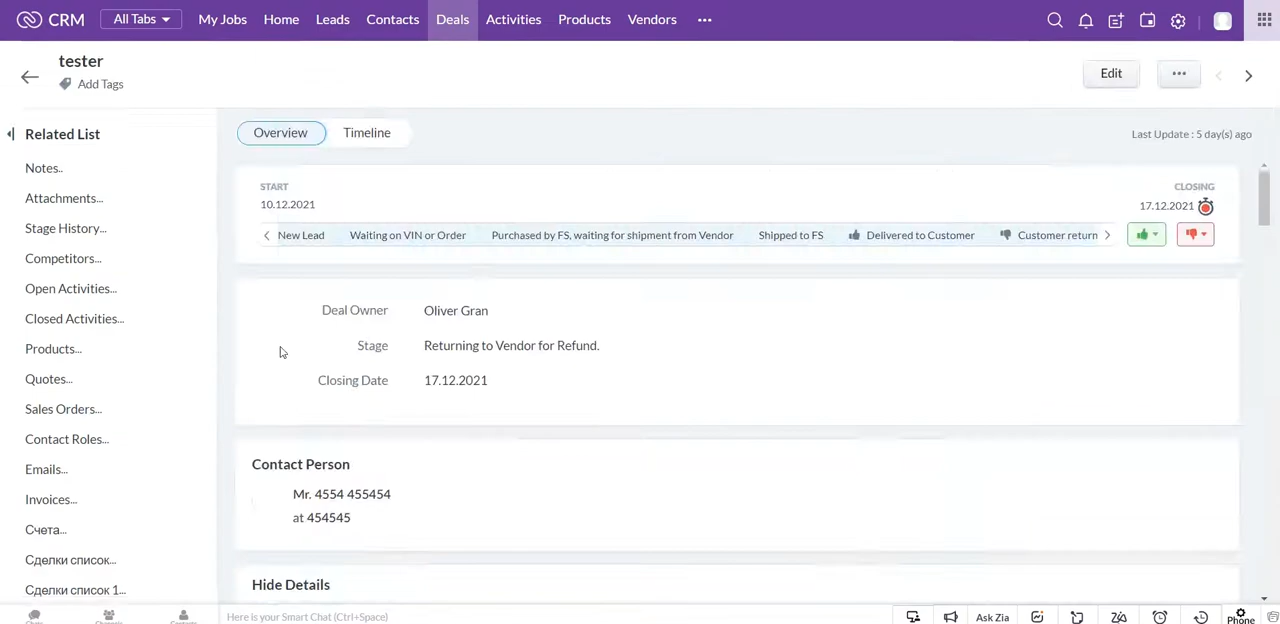 CRM All Tabs My Jobs Home Leads Contacts Deals Activities Products Vendors ...
tester
Add Tags
Edit ...
Related List
Notes..
Attachments...
Stage History...
Competitors...
Open Activities...
Closed Activities...
Products...
Quotes...
Sales Orders...
Contact Roles...
Emails...
Invoices...
Счета...
Сделки список...
Сделки список 1...
Overview Timeline Last Update : 5 day(s) ago
START CLOSING
10.12.2021 17.12.2021
New Lead Waiting on VIN or Order Purchased by FS, waiting for shipment from Vendor Shipped to FS Delivered to Customer Customer return
Deal Owner Oliver Gran
Stage Returning to Vendor for Refund.
Closing Date 17.12.2021
Contact Person
Mr. 4554 455454
at 454545
Hide Details
Here is your Smart Chat (Ctrl+Space) Ask Zia Phone